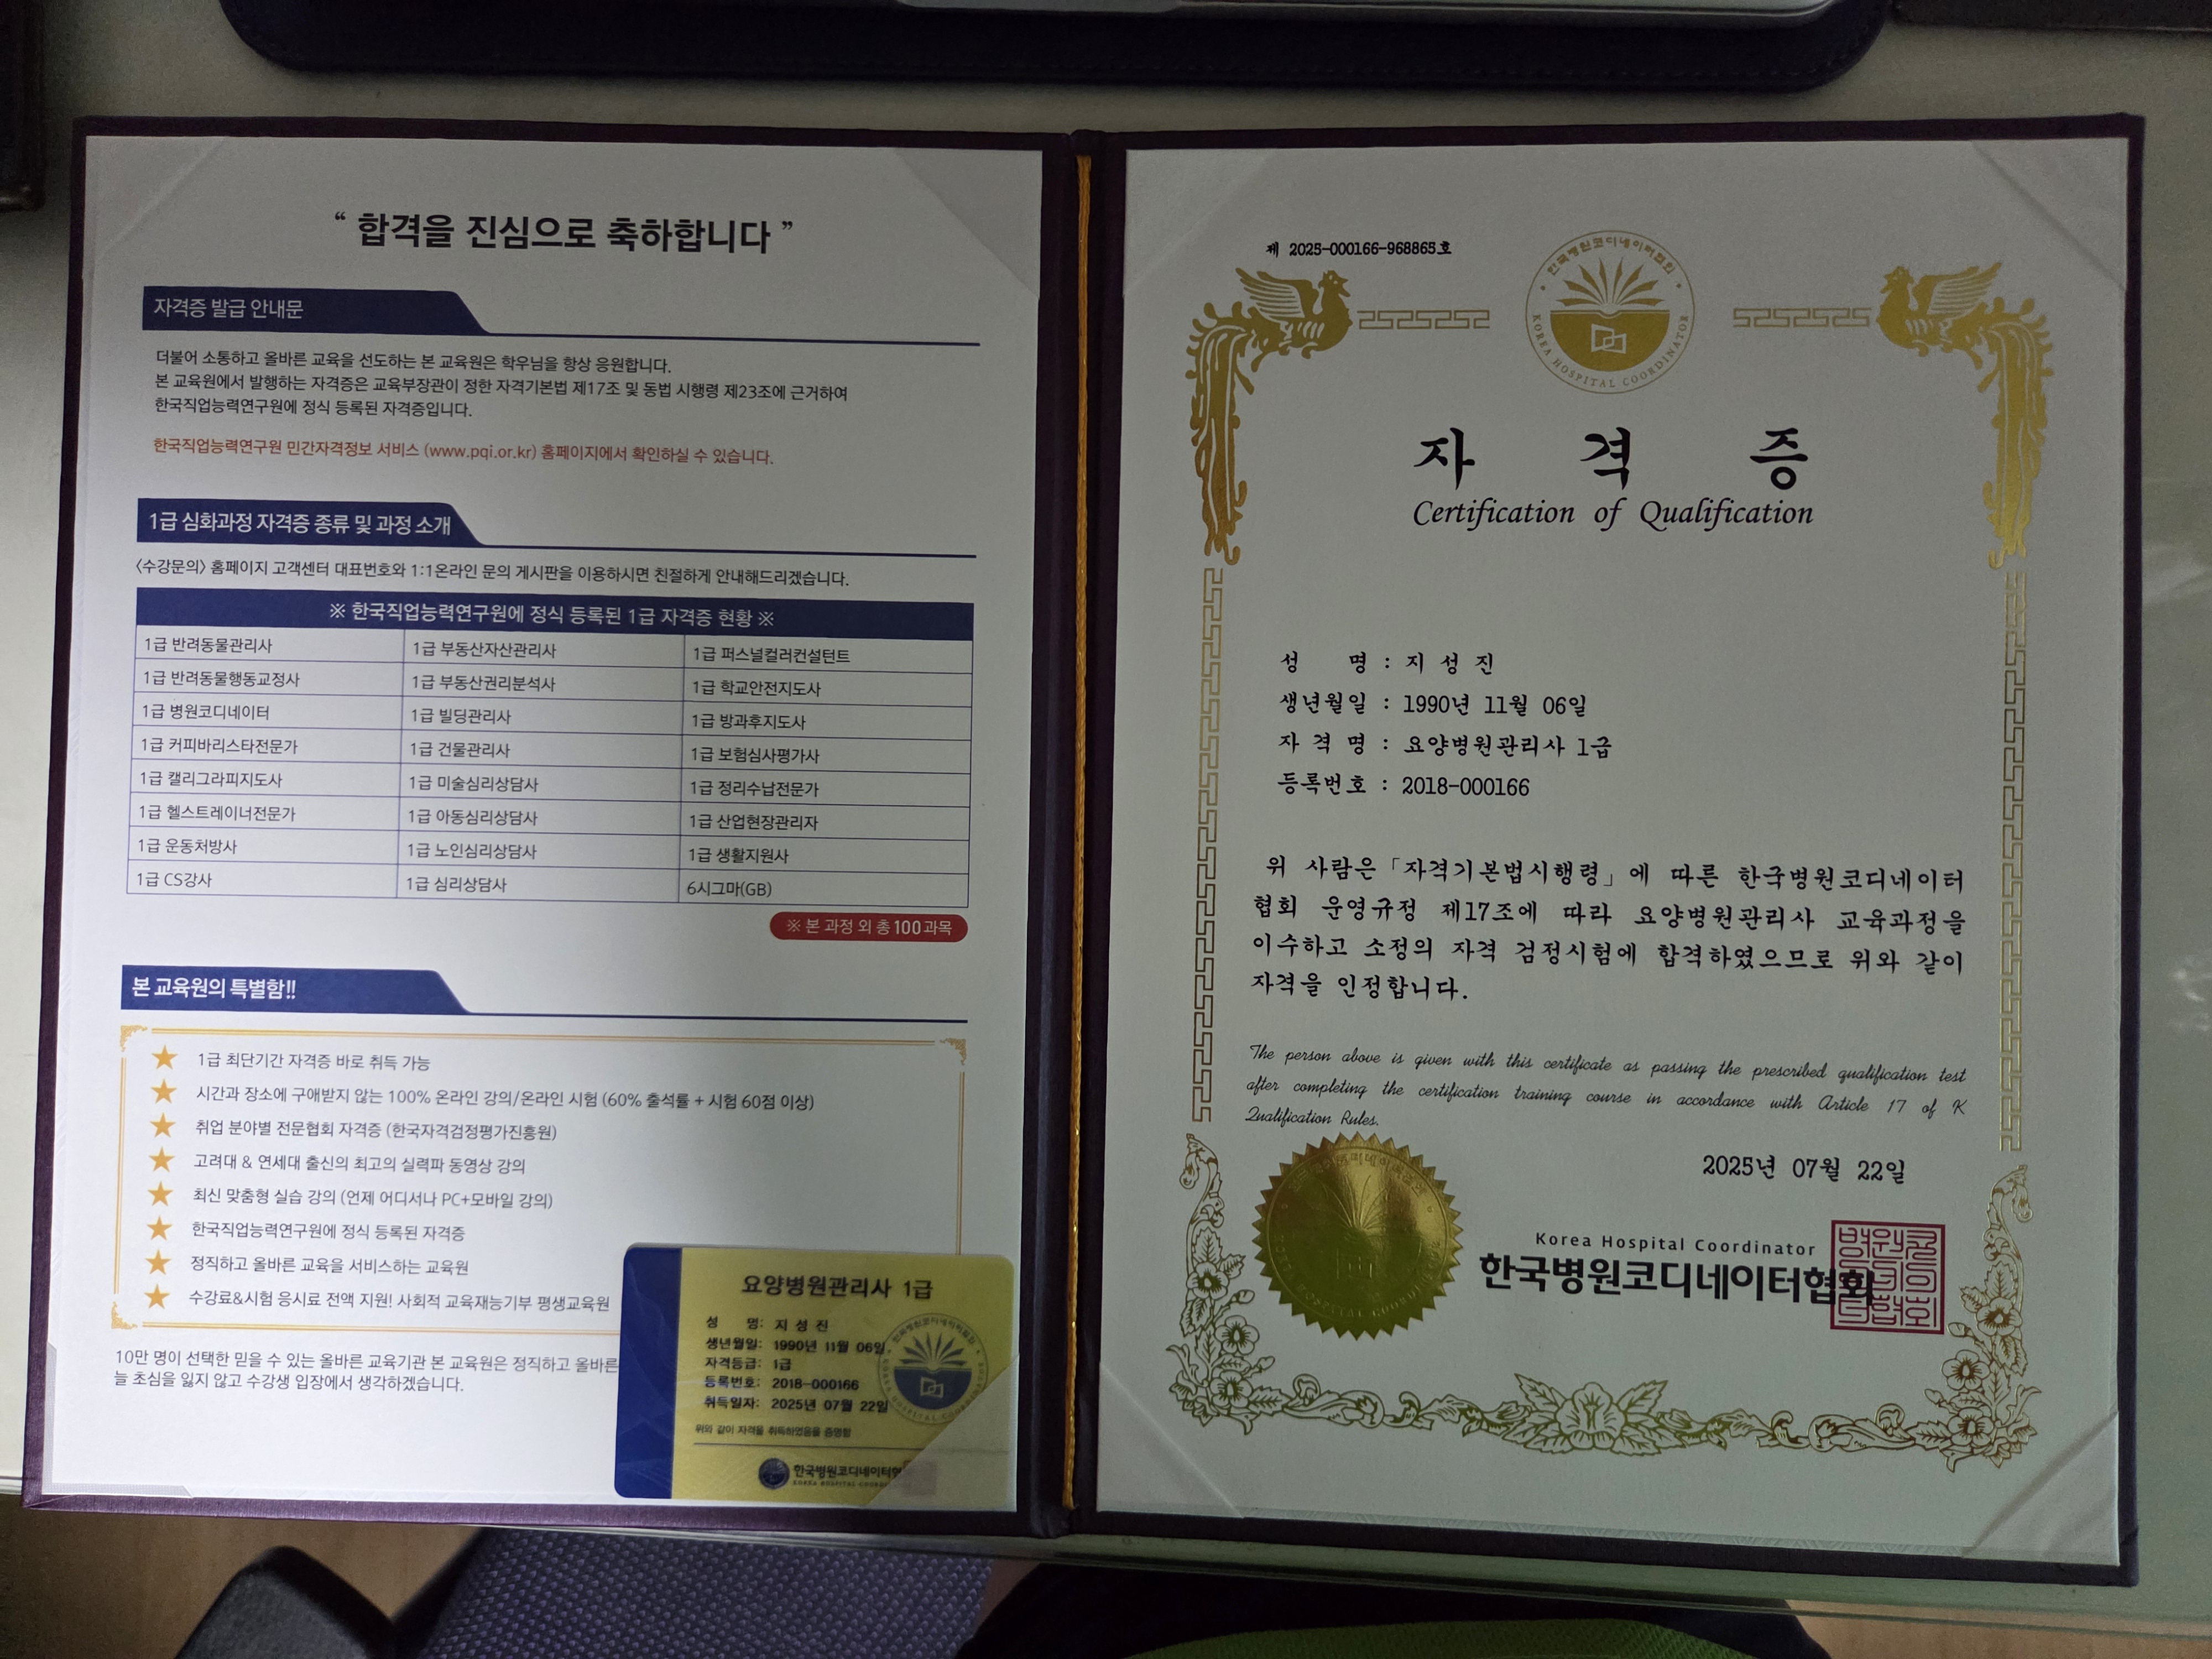 “ 합격을 진심으로 축하합니다 ”
자격증 발급 안내문
더불어 소통하고 올바른 교육을 선도하는 본 교육원은 학우님을 항상 응원합니다.
본 교육원에서 발행하는 자격증은 교육부장관이 정한 자격기본법 제17조 및 동법 시행령 제23조에 근거하여
한국직업능력연구원에 정식 등록된 자격증입니다.
한국직업능력연구원 민간자격정보 서비스 (www.pqi.or.kr) 홈페이지에서 확인하실 수 있습니다.
1급 심화과정 자격증 종류 및 과정 소개
<수강문의> 홈페이지 고객센터 대표번호와 1:1온라인 문의 게시판을 이용하시면 친절하게 안내해드리겠습니다.
※ 한국직업능력연구원에 정식 등록된 1급 자격증 현황 ※
1급 반려동물관리사 1급 부동산자산관리사 1급 퍼스널컬러컨설턴트
1급 반려동물행동교정사 1급 부동산권리분석사 1급 학교안전지도사
1급 병원코디네이터 1급 빌딩관리사 1급 방과후지도사
1급 커피바리스타전문가 1급 건물관리사 1급 보험심사평가사
1급 캘리그라피지도사 1급 미술심리상담사 1급 정리수납전문가
1급 헬스트레이너전문가 1급 아동심리상담사 1급 산업현장관리자
1급 운동처방사 1급 노인심리상담사 1급 생활지원사
1급 CS강사 1급 심리상담사 6시그마(GB)
※ 본 과정 외 총 100 과목
본 교육원의 특별함!!
★ 1급 최단기간 자격증 바로 취득 가능
★ 시간과 장소에 구애받지 않는 100% 온라인 강의/온라인 시험 (60% 출석률 + 시험 60점 이상)
★ 취업 분야별 전문협회 자격증 (한국자격검정평가진흥원)
★ 고려대 & 연세대 출신의 최고의 실력파 동영상 강의
★ 최신 맞춤형 실습 강의 (언제 어디서나 PC+모바일 강의)
★ 한국직업능력연구원에 정식 등록된 자격증
★ 정직하고 올바른 교육을 서비스하는 교육원
★ 수강료&시험 응시료 전액 지원! 사회적 교육재능기부 평생교육원
10만 명이 선택한 믿을 수 있는 올바른 교육기관 본 교육원은 정직하고 올바른
늘 초심을 잃지 않고 수강생 입장에서 생각하겠습니다.
요양병원관리사 1급
성 명: 지 성 진
생년월일: 1990년 11월 06일
자격등급: 1급
등록번호: 2018-000166
취득일자: 2025년 07월 22일
위와 같이 자격을 취득하였음을 증명함
한국병원코디네이터협
KOREA HOSPITAL COORD
제 2025-000166-968865호
한국병원코디네이터협회
KOREA HOSPITAL COORDINATOR
자 격 증
Certification of Qualification
성 명 : 지 성 진
생년월일 : 1990년 11월 06일
자 격 명 : 요양병원관리사 1급
등록번호 : 2018-000166
위 사람은 「자격기본법시행령」에 따른 한국병원코디네이터
협회 운영규정 제17조에 따라 요양병원관리사 교육과정을
이수하고 소정의 자격 검정시험에 합격하였으므로 위와 같이
자격을 인정합니다.
The person above is given with this certificate as passing the prescribed qualification test
after completing the certification training course in accordance with Article 17 of K
Qualification Rules.
2025년 07월 22일
Korea Hospital Coordinator
한국병원코디네이터협회